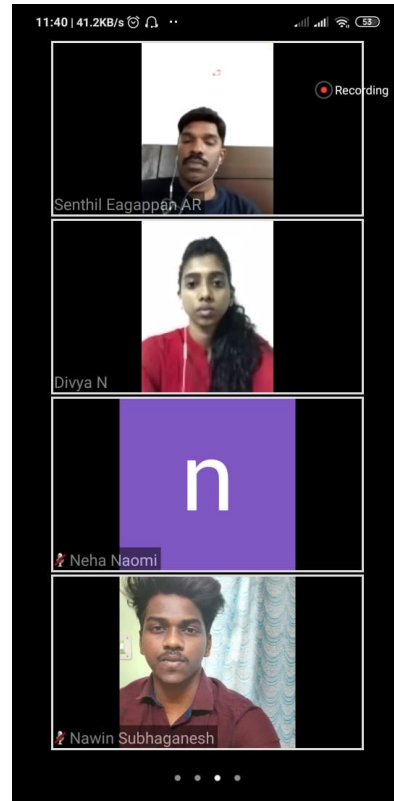 11:40 | 41.2KB/s
53
Recording
Senthil Eagappan AR
Divya N
n
Neha Naomi
Nawin Subhaganesh